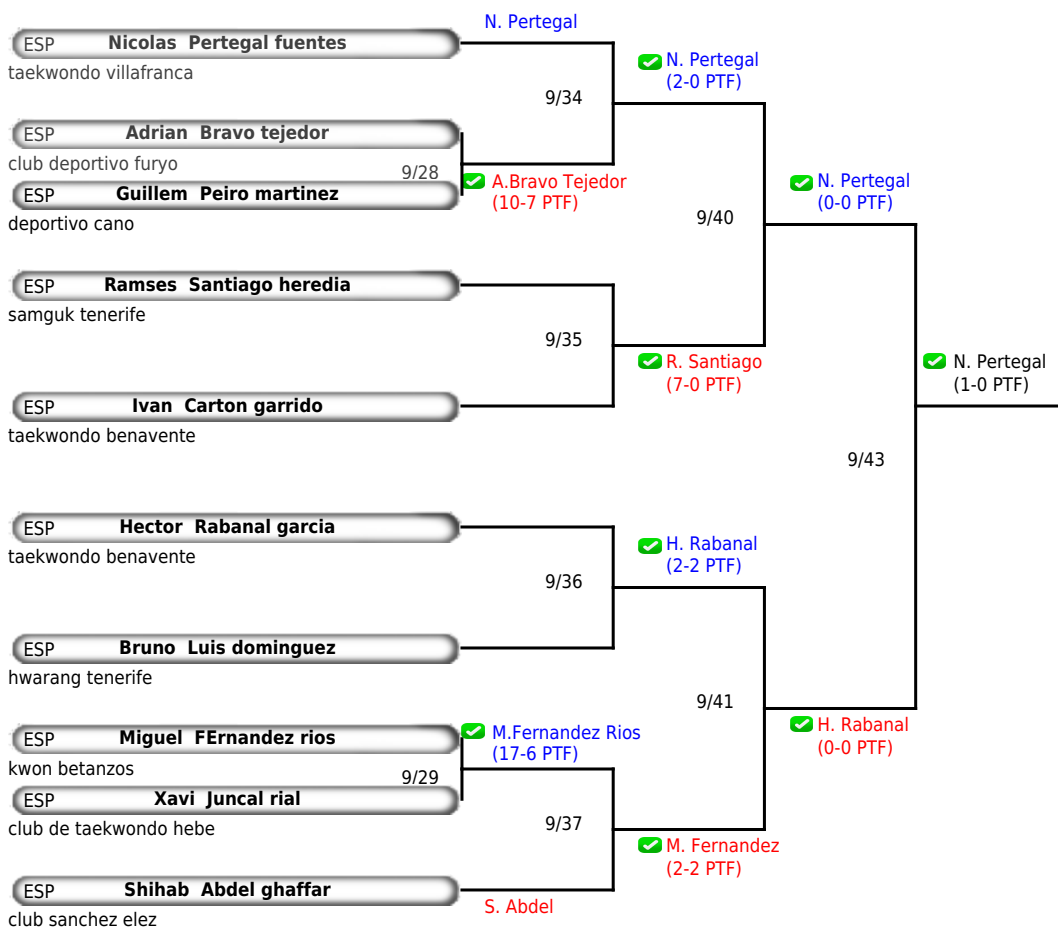 N. Pertegal
ESP Nicolas Pertegal fuentes
taekwondo villafranca
N. Pertegal
(2-0 PTF)
9/34
ESP Adrian Bravo tejedor
club deportivo furyo
9/28
A.Bravo Tejedor
(10-7 PTF)
ESP Guillem Peiro martinez
deportivo cano
N. Pertegal
(0-0 PTF)
9/40
ESP Ramses Santiago heredia
samguk tenerife
9/35
R. Santiago
(7-0 PTF)
N. Pertegal
(1-0 PTF)
ESP Ivan Carton garrido
taekwondo benavente
9/43
ESP Hector Rabanal garcia
taekwondo benavente
H. Rabanal
(2-2 PTF)
9/36
ESP Bruno Luis dominguez
hwarang tenerife
9/41
ESP Miguel FErnandez rios
kwon betanzos
M.Fernandez Rios
(17-6 PTF)
H. Rabanal
(0-0 PTF)
9/29
ESP Xavi Juncal rial
club de taekwondo hebe
9/37
M. Fernandez
(2-2 PTF)
ESP Shihab Abdel ghaffar
club sanchez elez
S. Abdel